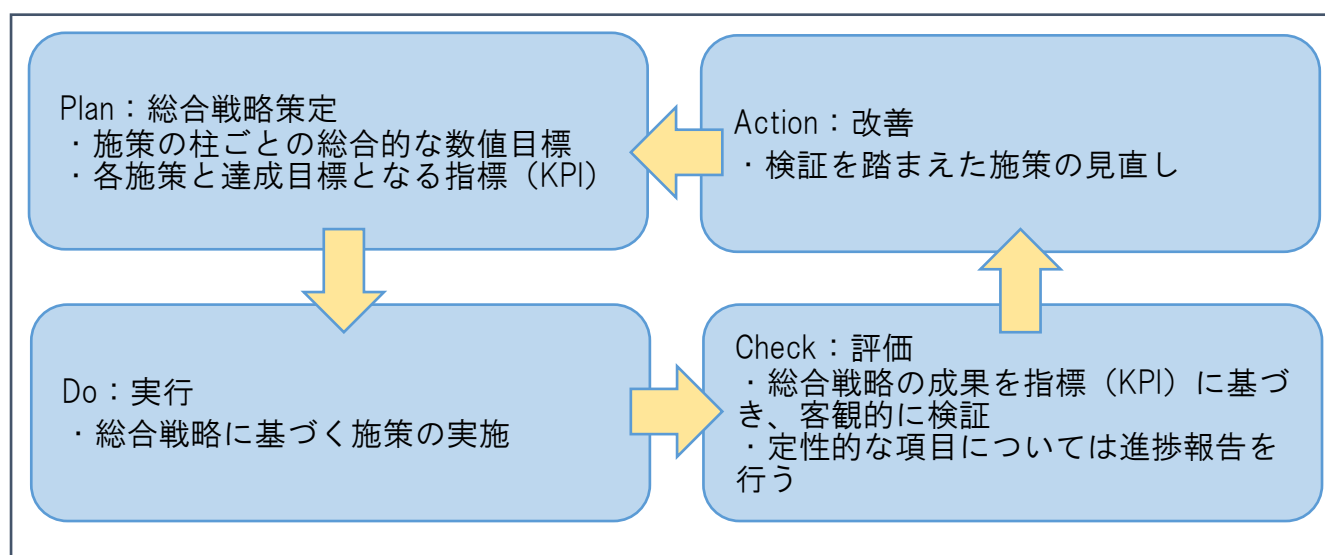 Plan：総合戦略策定
・施策の柱ごとの総合的な数値目標
・各施策と達成目標となる指標（KPI）
Action：改善
・検証を踏まえた施策の見直し
Do：実行
・総合戦略に基づく施策の実施
Check：評価
・総合戦略の成果を指標（KPI）に基づ
き、客観的に検証
・定性的な項目については進捗報告を
行う